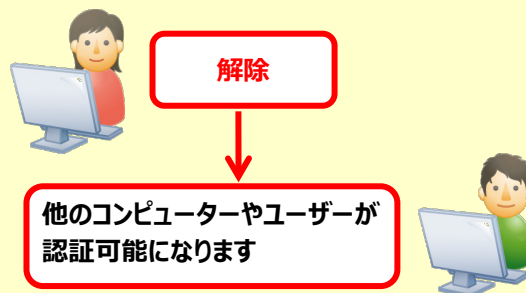 解除
他のコンピューターやユーザーが
認証可能になります